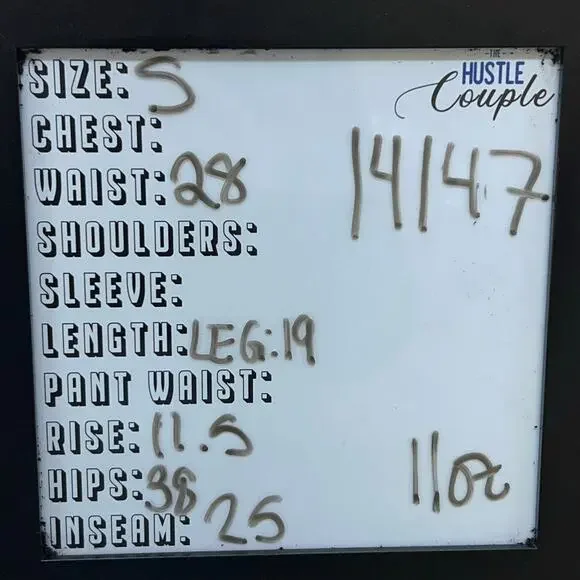 THE
HUSTLE
Couple
SIZE: S
CHEST:
WAIST: 28
14147
SHOULDERS:
SLEEVE:
LENGTH: LEG: 19
PANT WAIST:
RISE: 11.5
HIPS: 38
11oz
INSEAM: 25